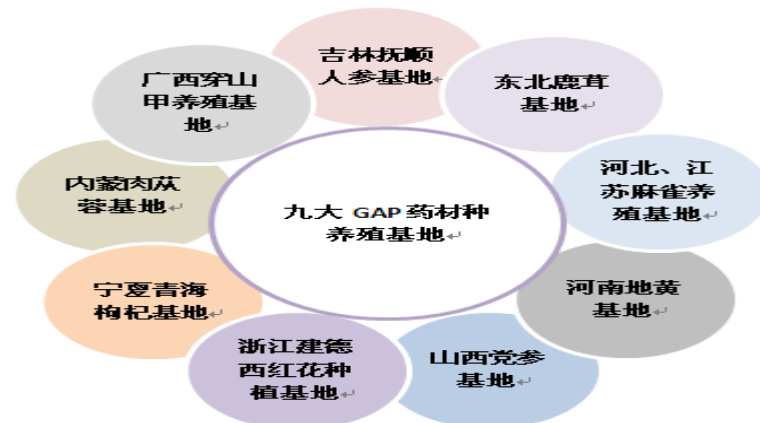 吉林抚顺
人参基地
东北鹿茸
基地
河北、江
苏麻雀养
殖基地
河南地黄
基地
山西党参
基地
浙江建德
西红花种
植基地
宁夏青海
枸杞基地
内蒙肉苁
蓉基地
广西穿山
甲养殖基
地
九大 GAP 药材种
养殖基地